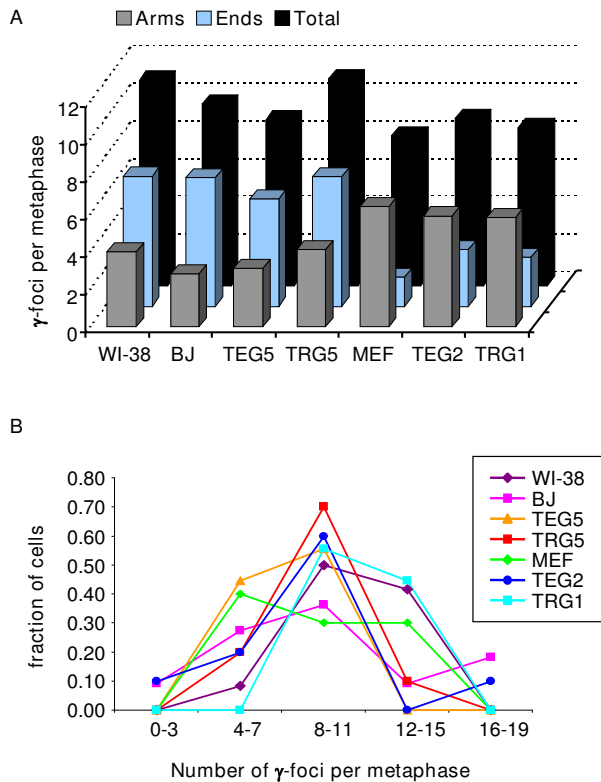 A
Arms Ends Total
γ-foci per metaphase
12
10
8
6
4
2
0
WI-38 BJ TEG5 TRG5 MEF TEG2 TRG1
B
fraction of cells
0.80
0.70
0.60
0.50
0.40
0.30
0.20
0.10
0.00
0-3 4-7 8-11 12-15 16-19
Number of γ-foci per metaphase
WI-38
BJ
TEG5
TRG5
MEF
TEG2
TRG1